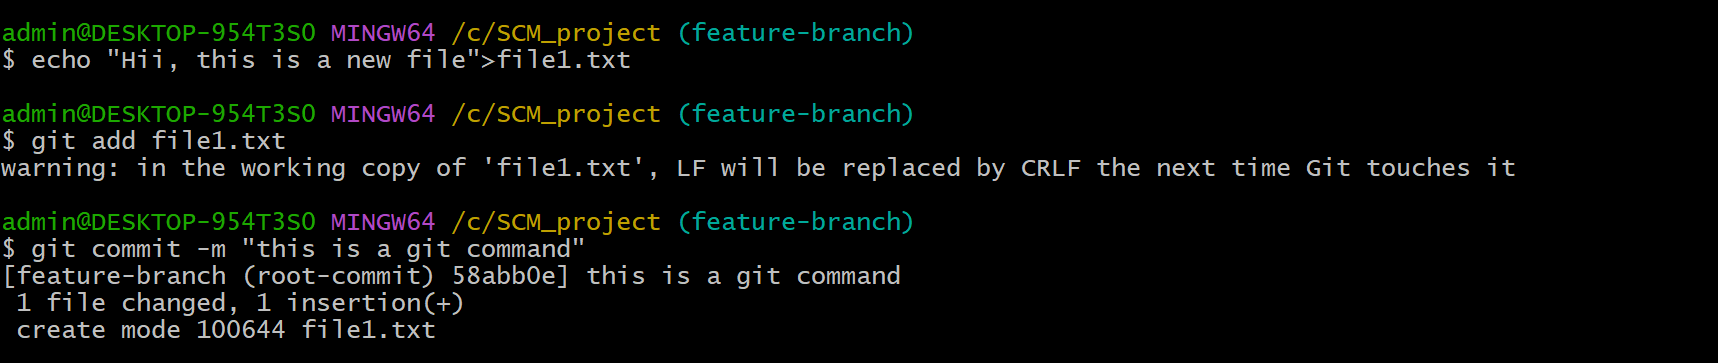 admin@DESKTOP-954T3SO MINGW64 /c/SCM_project (feature-branch)
$ echo "Hii, this is a new file">file1.txt
admin@DESKTOP-954T3SO MINGW64 /c/SCM_project (feature-branch)
$ git add file1.txt
warning: in the working copy of 'file1.txt', LF will be replaced by CRLF the next time Git touches it
admin@DESKTOP-954T3SO MINGW64 /c/SCM_project (feature-branch)
$ git commit -m "this is a git command"
[feature-branch (root-commit) 58abb0e] this is a git command
 1 file changed, 1 insertion(+)
 create mode 100644 file1.txt